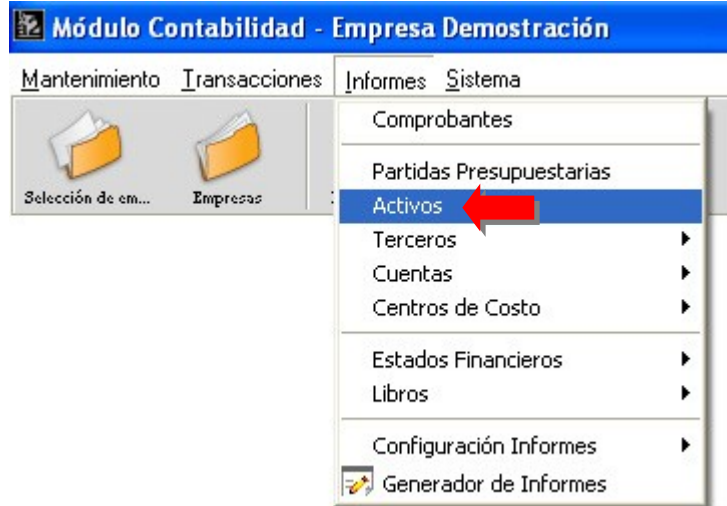 Módulo Contabilidad - Empresa Demostración
Mantenimiento Transacciones Informes Sistema
Selección de em... Empresas
Comprobantes
Partidas Presupuestarias
Activos
Terceros
Cuentas
Centros de Costo
Estados Financieros
Libros
Configuración Informes
Generador de Informes